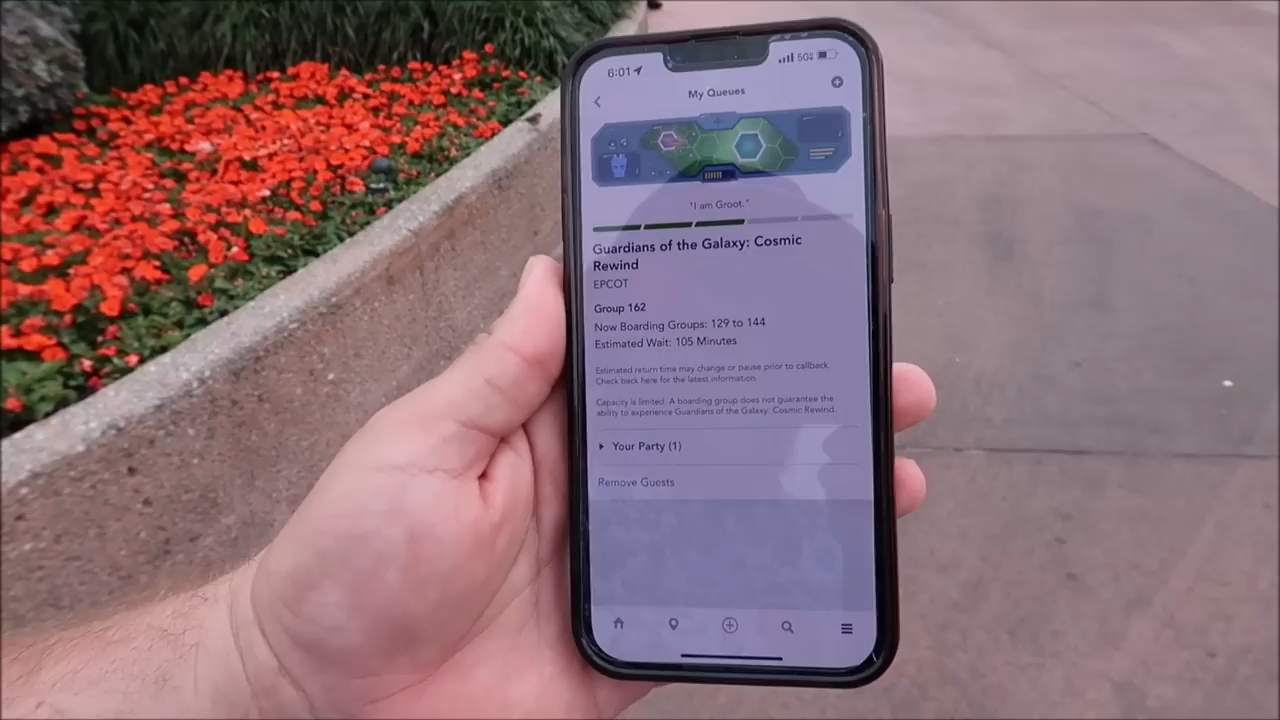 6:01
50%
My Queues
"I am Groot."
Guardians of the Galaxy: Cosmic
Rewind
EPCOT
Group 162
Now Boarding Groups: 129 to 144
Estimated Wait: 105 Minutes
Estimated return time may change or pause prior to callback.
Check back here for the latest information.
Capacity is limited. A boarding group does not guarantee the
ability to experience Guardians of the Galaxy: Cosmic Rewind.
Your Party (1)
Remove Guests